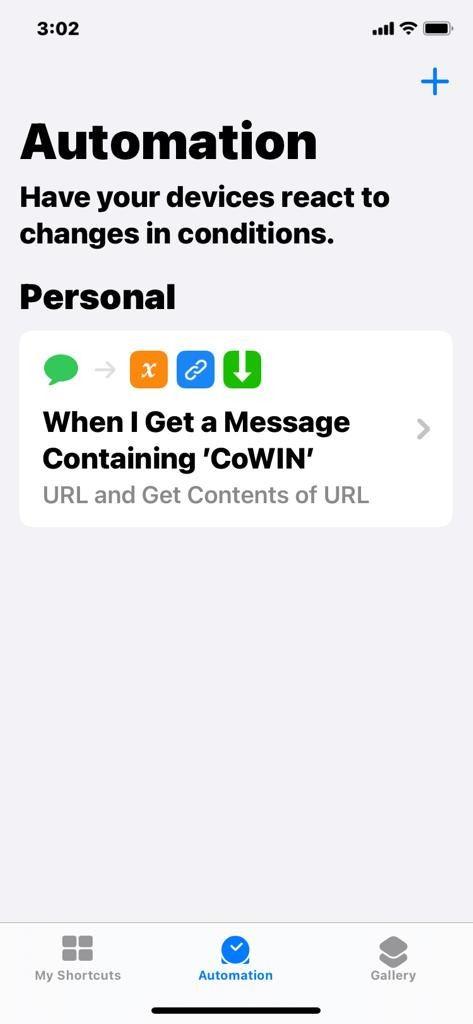 3:02
Automation
Have your devices react to
changes in conditions.
Personal
x
When I Get a Message
Containing ’CoWIN’
URL and Get Contents of URL
My Shortcuts
Automation
Gallery